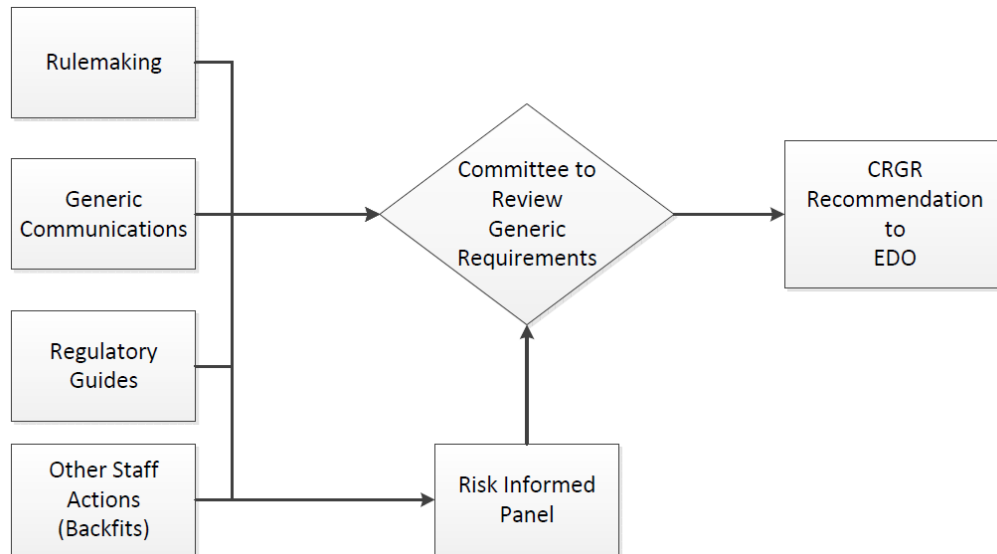 Rulemaking
Generic
Communications
Regulatory
Guides
Other Staff
Actions
(Backfits)
Committee to
Review
Generic
Requirements
Risk Informed
Panel
CRGR
Recommendation
to
EDO